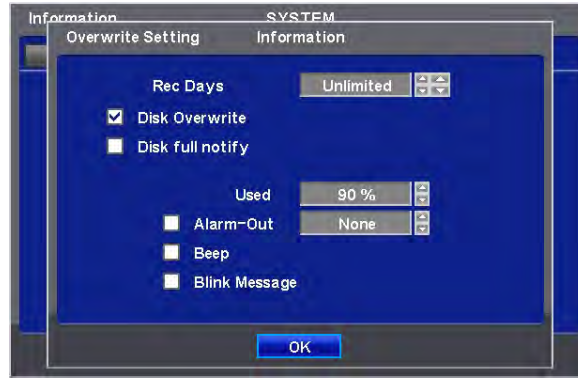 Information SYSTEM
Overwrite Setting Information
Rec Days Unlimited
Disk Overwrite
Disk full notify
Used 90 %
Alarm-Out None
Beep
Blink Message
OK